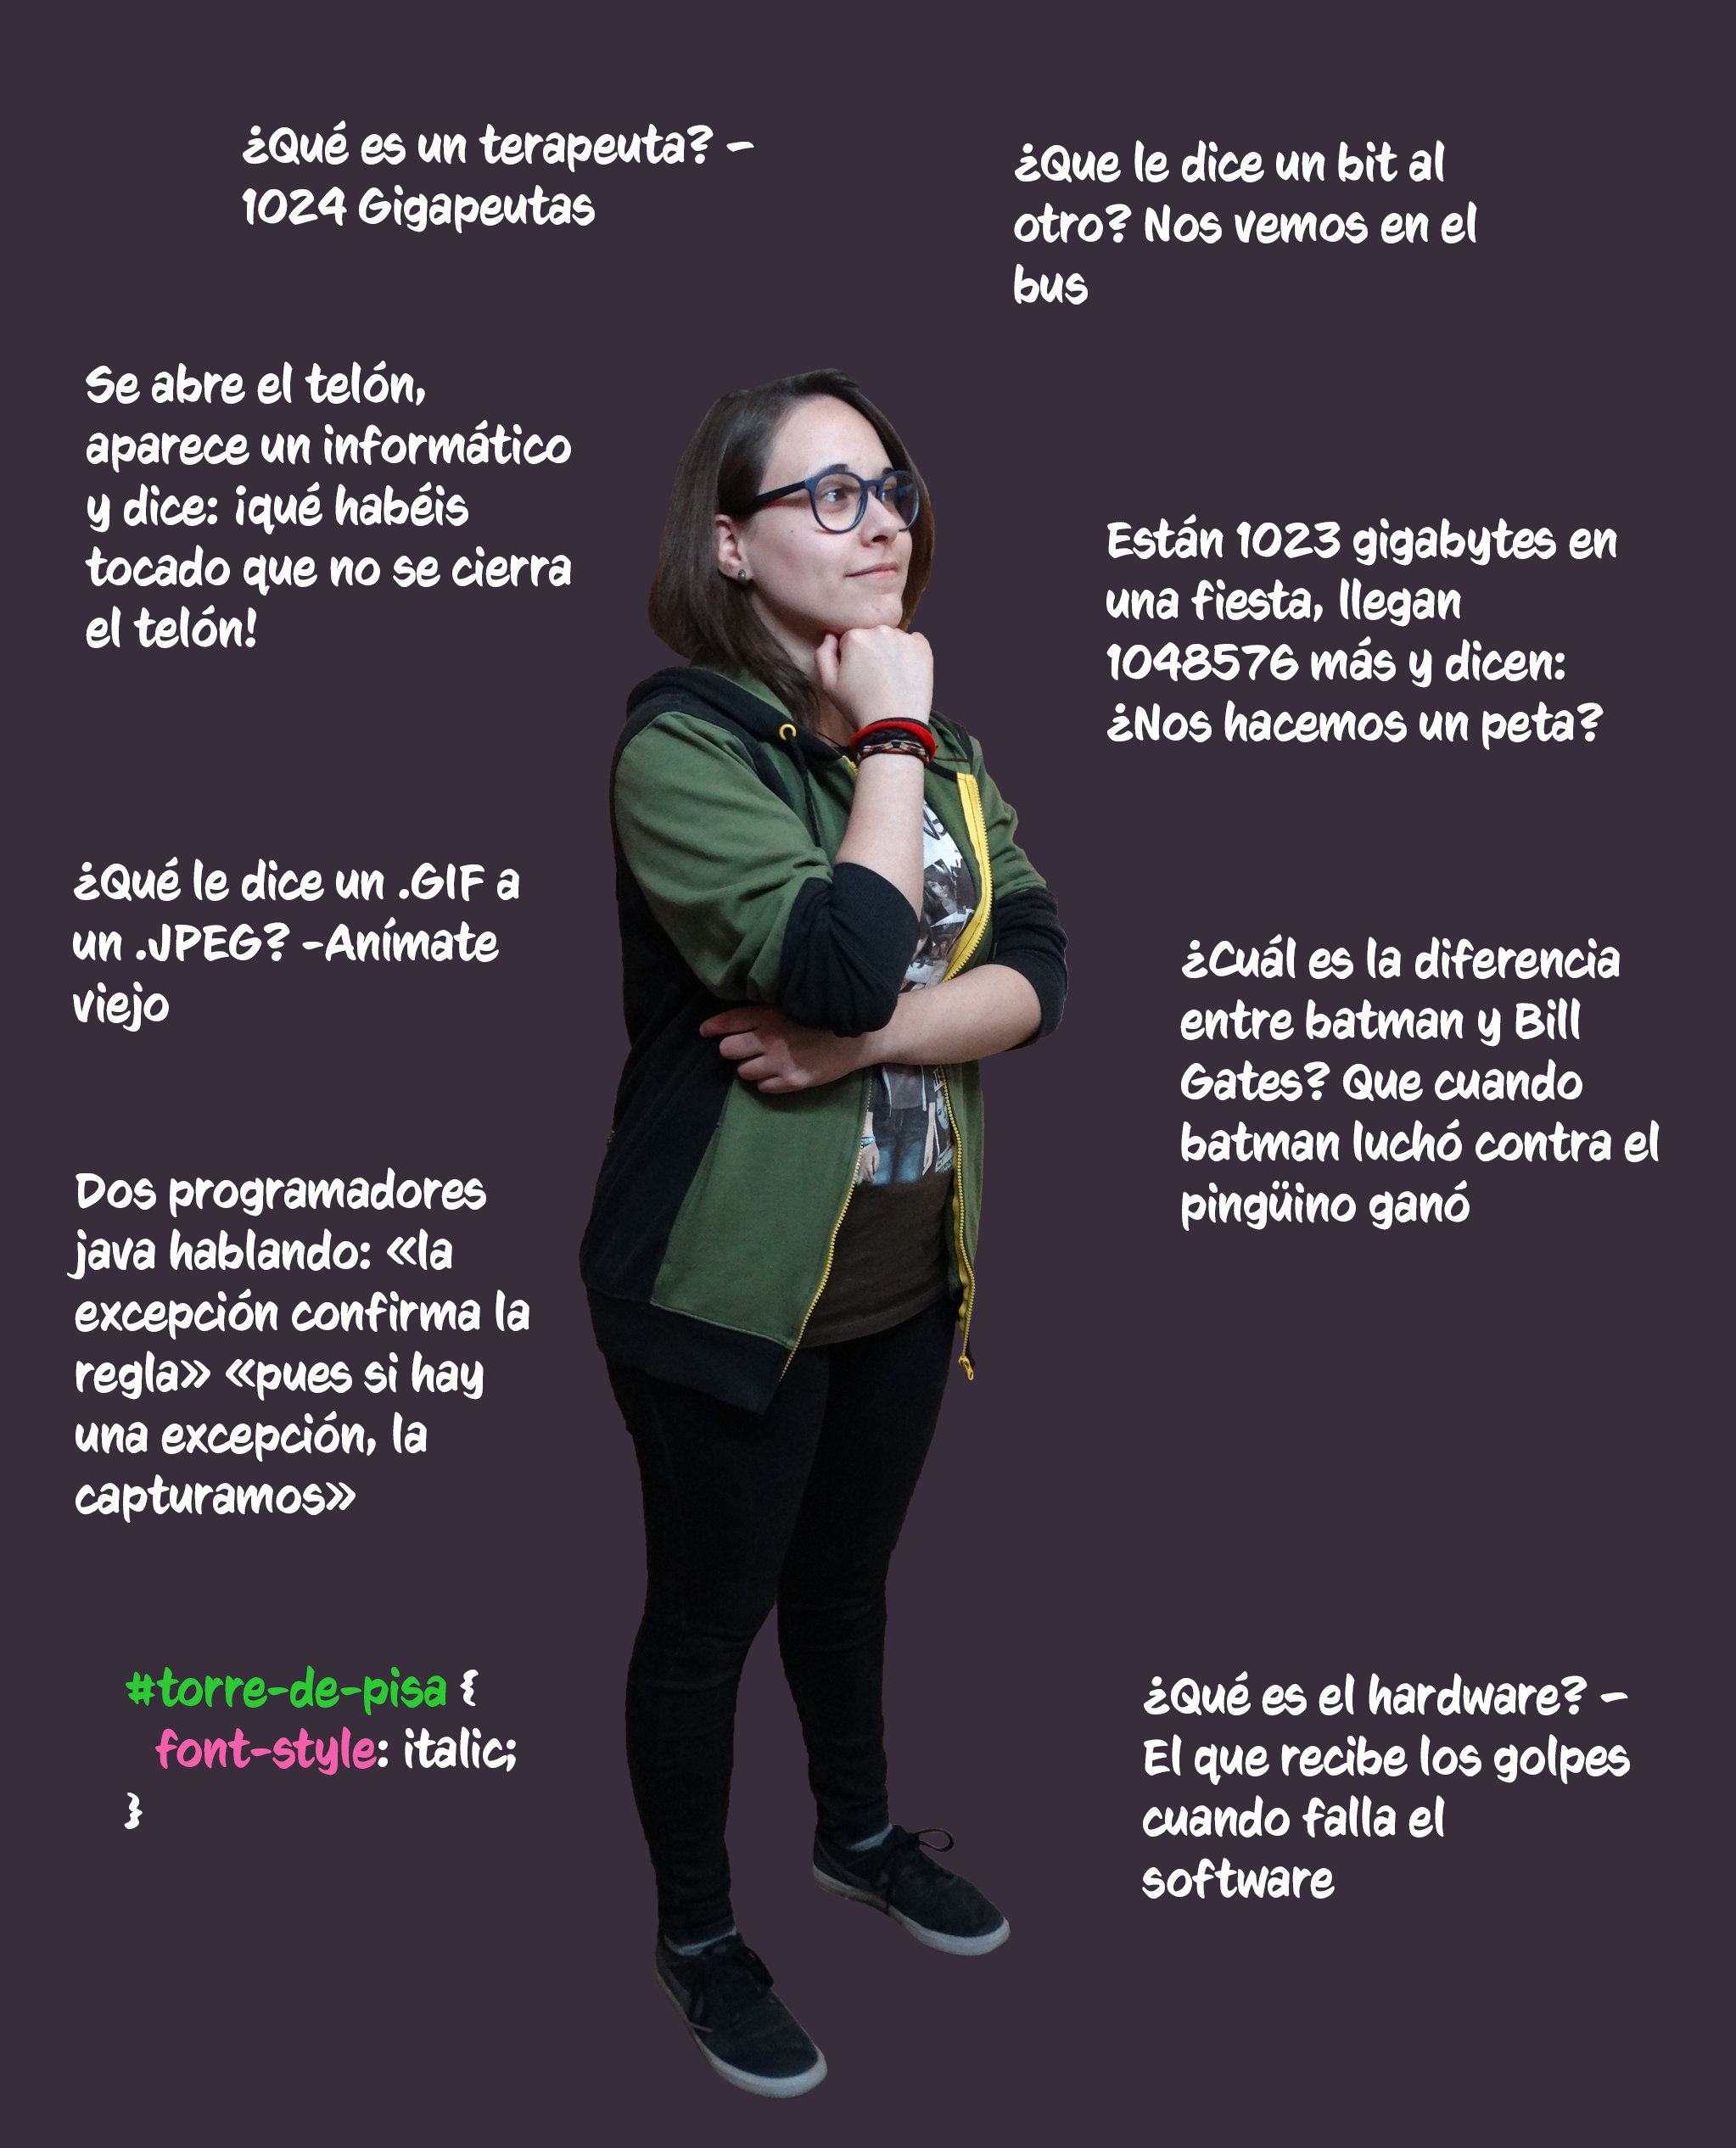 ¿Qué es un terapeuta? -
1024 Gigapeutas
¿Que le dice un bit al
otro? Nos vemos en el
bus
Se abre el telón,
aparece un informático
y dice: ¡qué habéis
tocado que no se cierra
el telón!
Están 1023 gigabytes en
una fiesta, llegan
1048576 más y dicen:
¿Nos hacemos un peta?
¿Qué le dice un .GIF a
un .JPEG? -Anímate
viejo
¿Cuál es la diferencia
entre batman y Bill
Gates? Que cuando
batman luchó contra el
pingüino ganó
Dos programadores
java hablando: «la
excepción confirma la
regla» «pues si hay
una excepción, la
capturamos»
#torre-de-pisa {
font-style: italic;
}
¿Qué es el hardware? -
El que recibe los golpes
cuando falla el
software